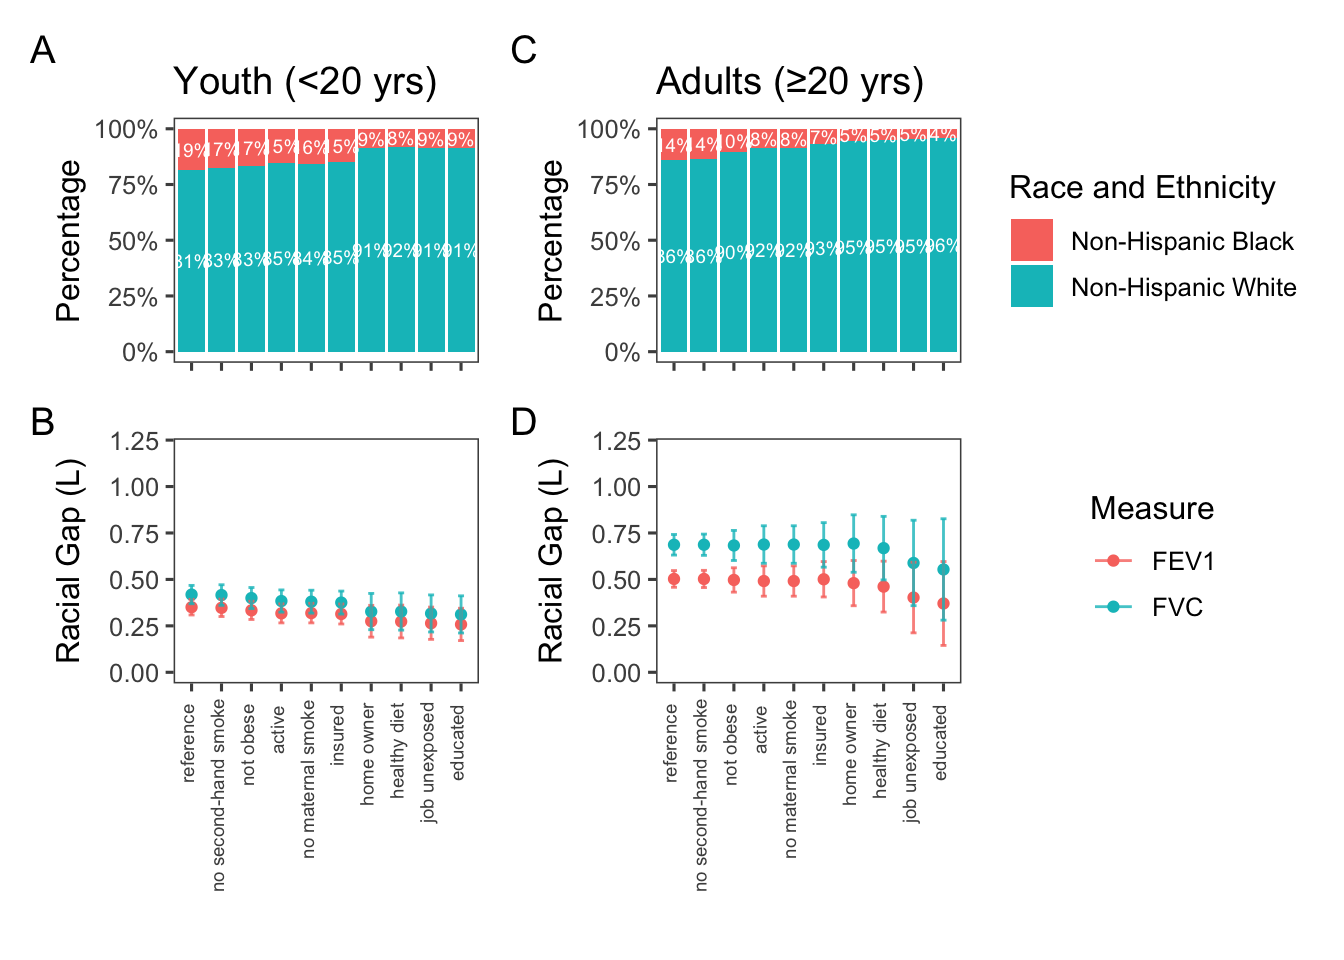 A
Youth (<20 yrs)
Percentage
100%
75%
50%
25%
0%
19% 17% 17% 15% 16% 15% 9% 8% 9% 9%
81% 83% 83% 85% 84% 85% 91% 92% 91% 91%
C
Adults (≥20 yrs)
Percentage
100%
75%
50%
25%
0%
14% 14% 10% 8% 8% 7% 5% 5% 5% 4%
86% 86% 90% 92% 92% 93% 95% 95% 95% 96%
Race and Ethnicity
Non-Hispanic Black
Non-Hispanic White
B
Racial Gap (L)
1.25
1.00
0.75
0.50
0.25
0.00
reference
no second-hand smoke
not obese
active
no maternal smoke
insured
home owner
healthy diet
job unexposed
educated
D
Racial Gap (L)
1.25
1.00
0.75
0.50
0.25
0.00
reference
no second-hand smoke
not obese
active
no maternal smoke
insured
home owner
healthy diet
job unexposed
educated
Measure
FEV1
FVC